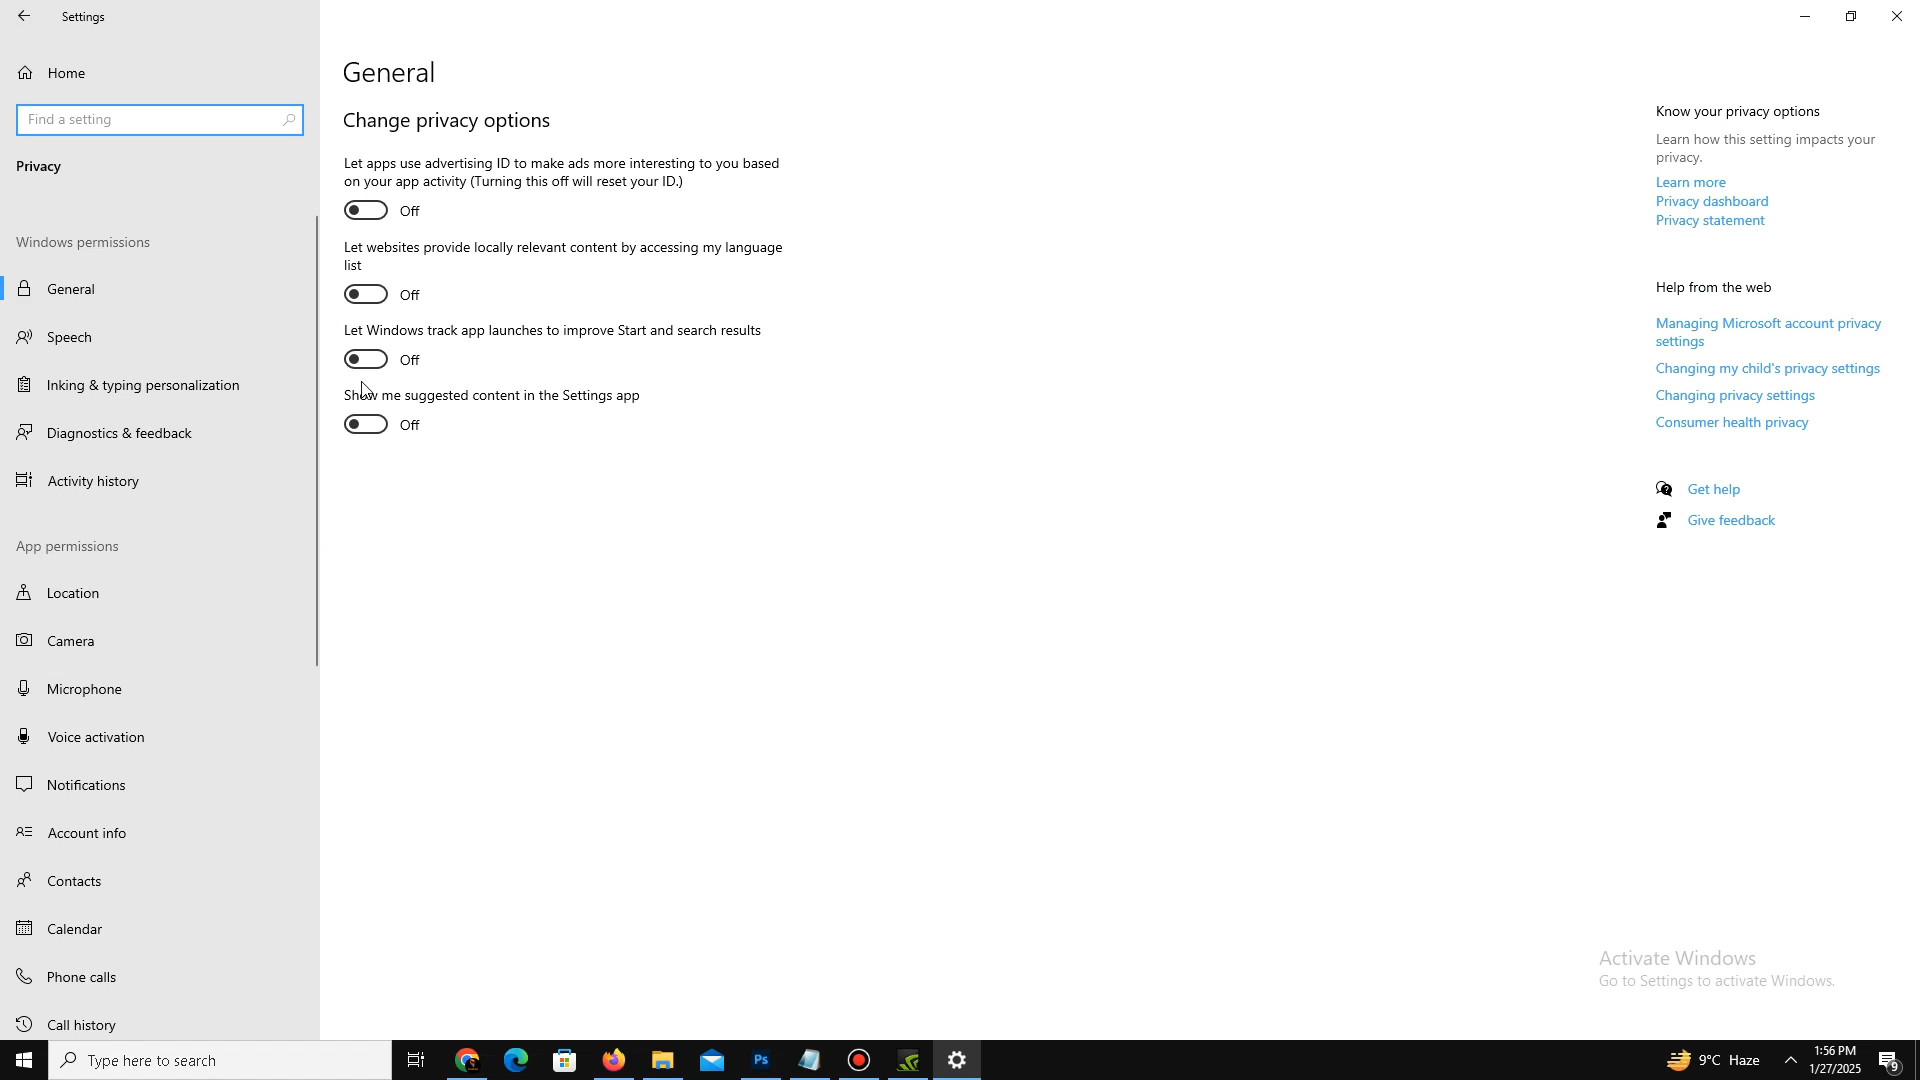 Settings
Home
Find a setting
Privacy
Windows permissions
General
Speech
Inking & typing personalization
Diagnostics & feedback
Activity history
App permissions
Location
Camera
Microphone
Voice activation
Notifications
Account info
Contacts
Calendar
Phone calls
Call history
General
Change privacy options
Let apps use advertising ID to make ads more interesting to you based
on your app activity (Turning this off will reset your ID.)
Off
Let websites provide locally relevant content by accessing my language
list
Off
Let Windows track app launches to improve Start and search results
Off
Show me suggested content in the Settings app
Off
Know your privacy options
Learn how this setting impacts your
privacy.
Learn more
Privacy dashboard
Privacy statement
Help from the web
Managing Microsoft account privacy
settings
Changing my child's privacy settings
Changing privacy settings
Consumer health privacy
Get help
Give feedback
Activate Windows
Go to Settings to activate Windows.
Type here to search
Ps
9°C Haze
1:56 PM
1/27/2025
9